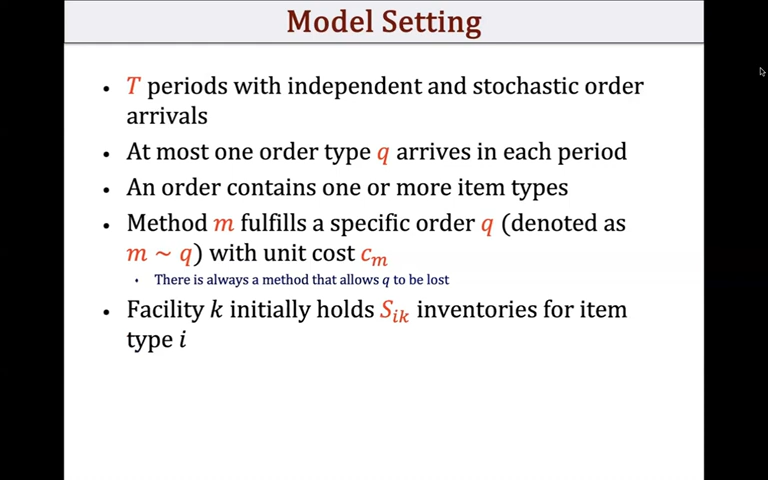 Model Setting
• T periods with independent and stochastic order
arrivals
• At most one order type q arrives in each period
• An order contains one or more item types
• Method m fulfills a specific order q (denoted as
m ~ q) with unit cost cₘ
• There is always a method that allows q to be lost
• Facility k initially holds Sᵢₖ inventories for item
type i